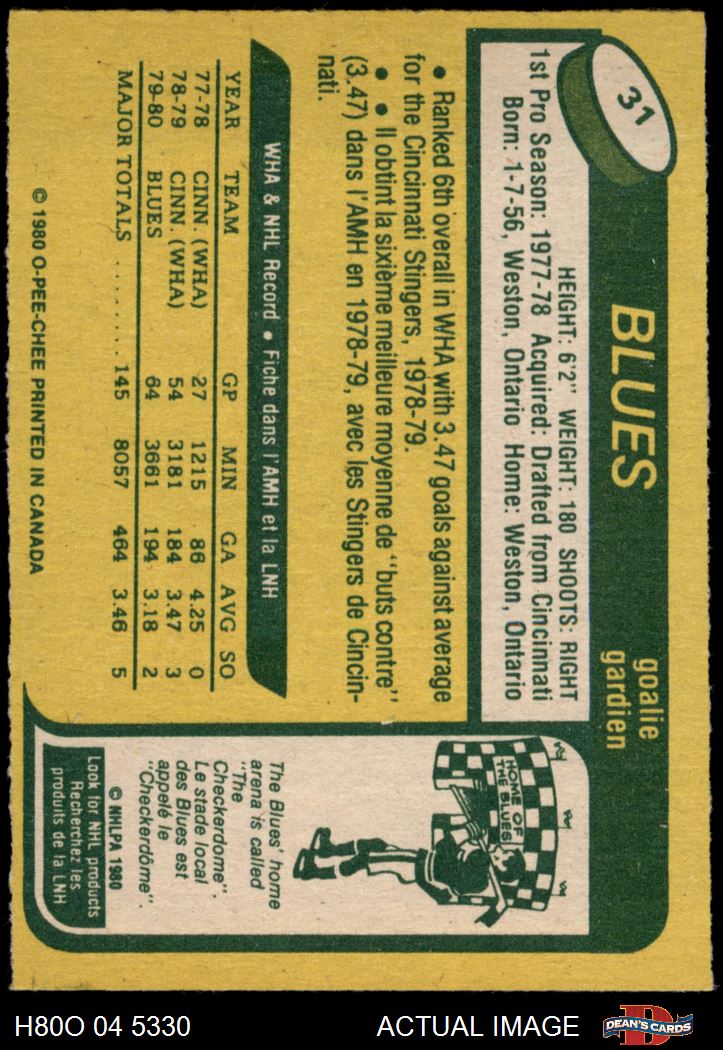 31
BLUES
goalie
gardien
HEIGHT: 6'2" WEIGHT: 180 SHOOTS: RIGHT
1st Pro Season: 1977-78 Acquired: Drafted from Cincinnati
Born: 1-7-56, Weston, Ontario Home: Weston, Ontario
• Ranked 6th overall in WHA with 3.47 goals against average
for the Cincinnati Stingers, 1978-79.
• • Il obtint la sixième meilleure moyenne de "buts contre"
(3.47) dans l'AMH en 1978-79, avec les Stingers de Cincin-
nati.
WHA & NHL Record • Fiche dans l'AMH et la LNH
YEAR TEAM GP MIN GA AVG SO
77-78 CINN. (WHA) 27 1215 86 4.25 0
78-79 CINN. (WHA) 54 3181 184 3.47 3
79-80 BLUES 64 3661 194 3.18 2
MAJOR TOTALS ......... 145 8057 464 3.46 5
© 1980 O-PEE-CHEE PRINTED IN CANADA
HOME OF
THE BLUES
The Blues' home
arena is called
"The
Checkerdome".
Le stade local
des Blues est
appelé le
"Checkerdôme".
© NHLPA 1980
Look for NHL products
Recherchez les
produits de la LNH
H80O 04 5330
ACTUAL IMAGE
D
DEAN'S CARDS